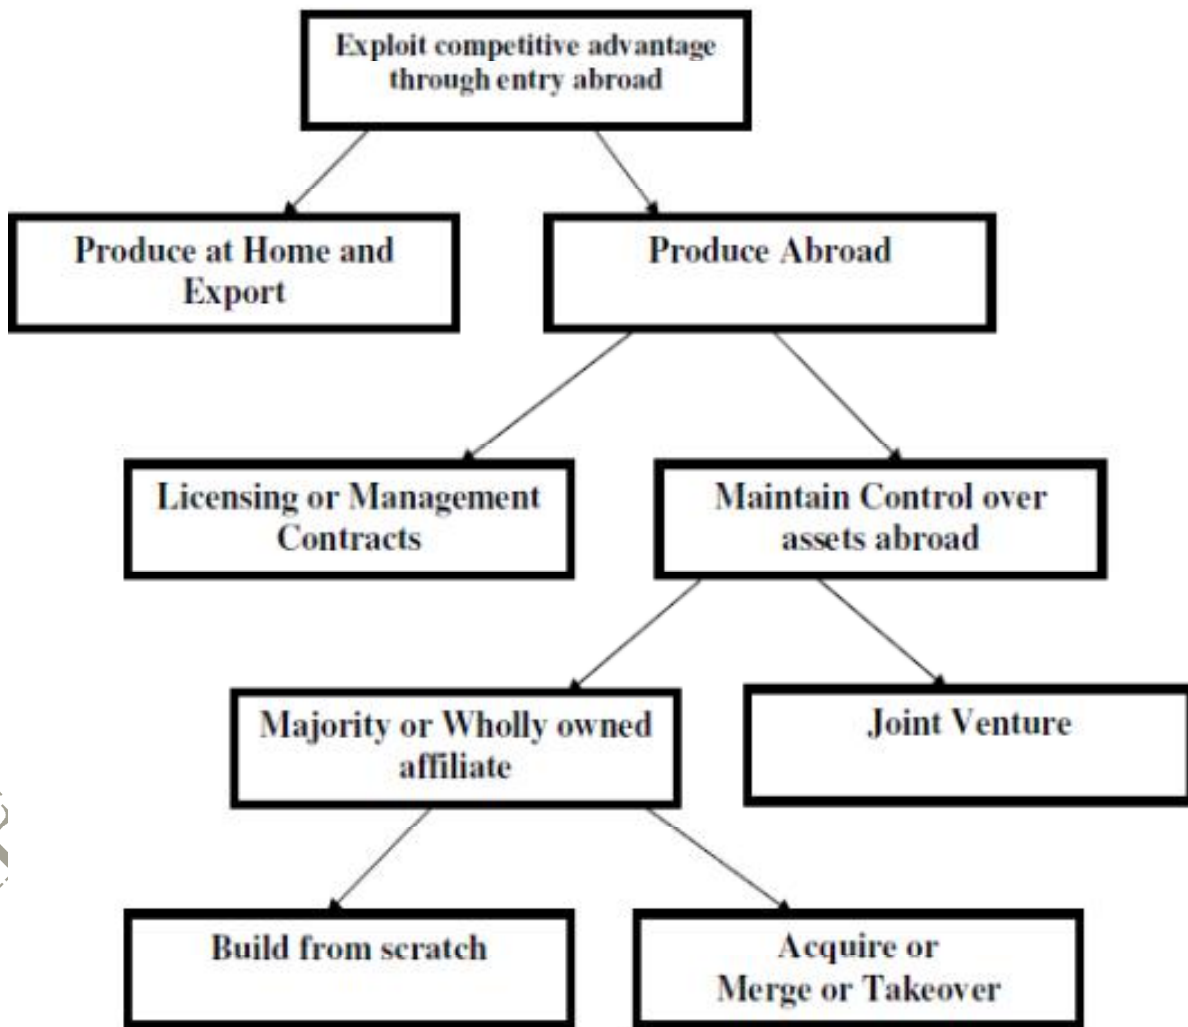 Exploit competitive advantage
through entry abroad
Produce at Home and
Export
Produce Abroad
Licensing or Management
Contracts
Maintain Control over
assets abroad
Majority or Wholly owned
affiliate
Joint Venture
Build from scratch
Acquire or
Merge or Takeover